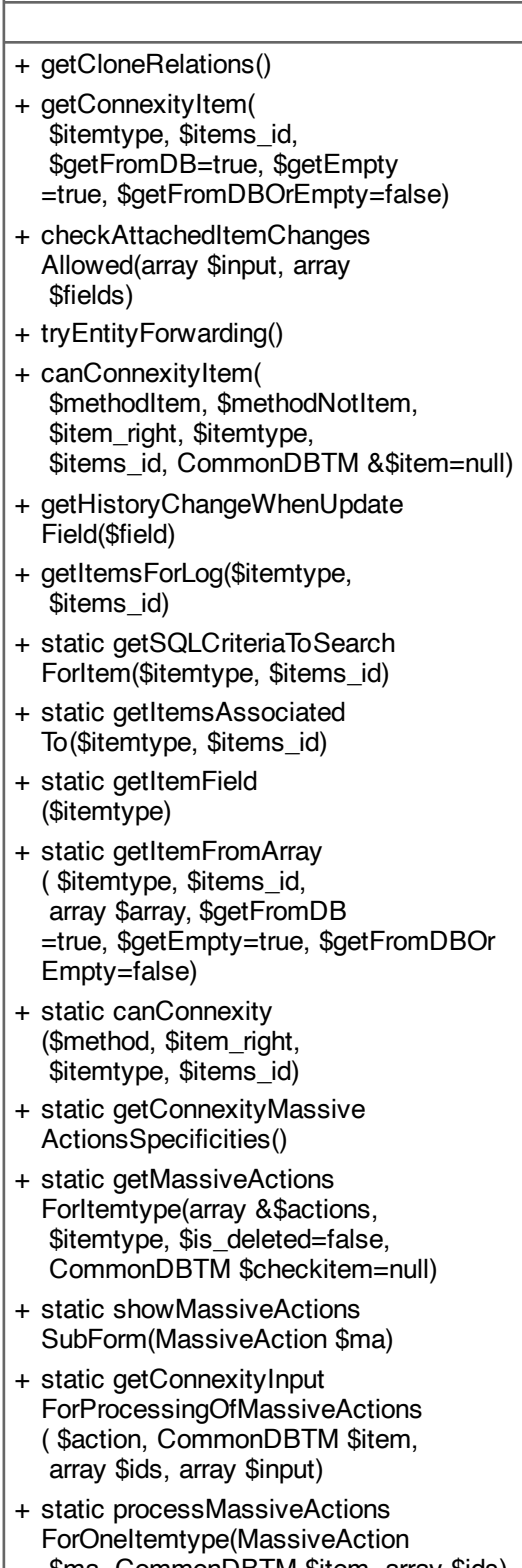 + getCloneRelations()
+ getConnexityItem(
$itemtype, $items_id,
$getFromDB=true, $getEmpty
=true, $getFromDBOrEmpty=false)
+ checkAttachedItemChanges
Allowed(array $input, array
$fields)
+ tryEntityForwarding()
+ canConnexityItem(
$methodItem, $methodNotItem,
$item_right, $itemtype,
$items_id, CommonDBTM &$item=null)
+ getHistoryChangeWhenUpdate
Field($field)
+ getItemsForLog($itemtype,
$items_id)
+ static getSQLCriteriaToSearch
ForItem($itemtype, $items_id)
+ static getItemsAssociated
To($itemtype, $items_id)
+ static getItemField
($itemtype)
+ static getItemFromArray
( $itemtype, $items_id,
array $array, $getFromDB
=true, $getEmpty=true, $getFromDBOr
Empty=false)
+ static canConnexity
($method, $item_right,
$itemtype, $items_id)
+ static getConnexityMassive
ActionsSpecificities()
+ static getMassiveActions
ForItemtype(array &$actions,
$itemtype, $is_deleted=false,
CommonDBTM $checkitem=null)
+ static showMassiveActions
SubForm(MassiveAction $ma)
+ static getConnexityInput
ForProcessingOfMassiveActions
( $action, CommonDBTM $item,
array $ids, array $input)
+ static processMassiveActions
ForOneItemtype(MassiveAction
$ma, CommonDBTM $item, array $ids)